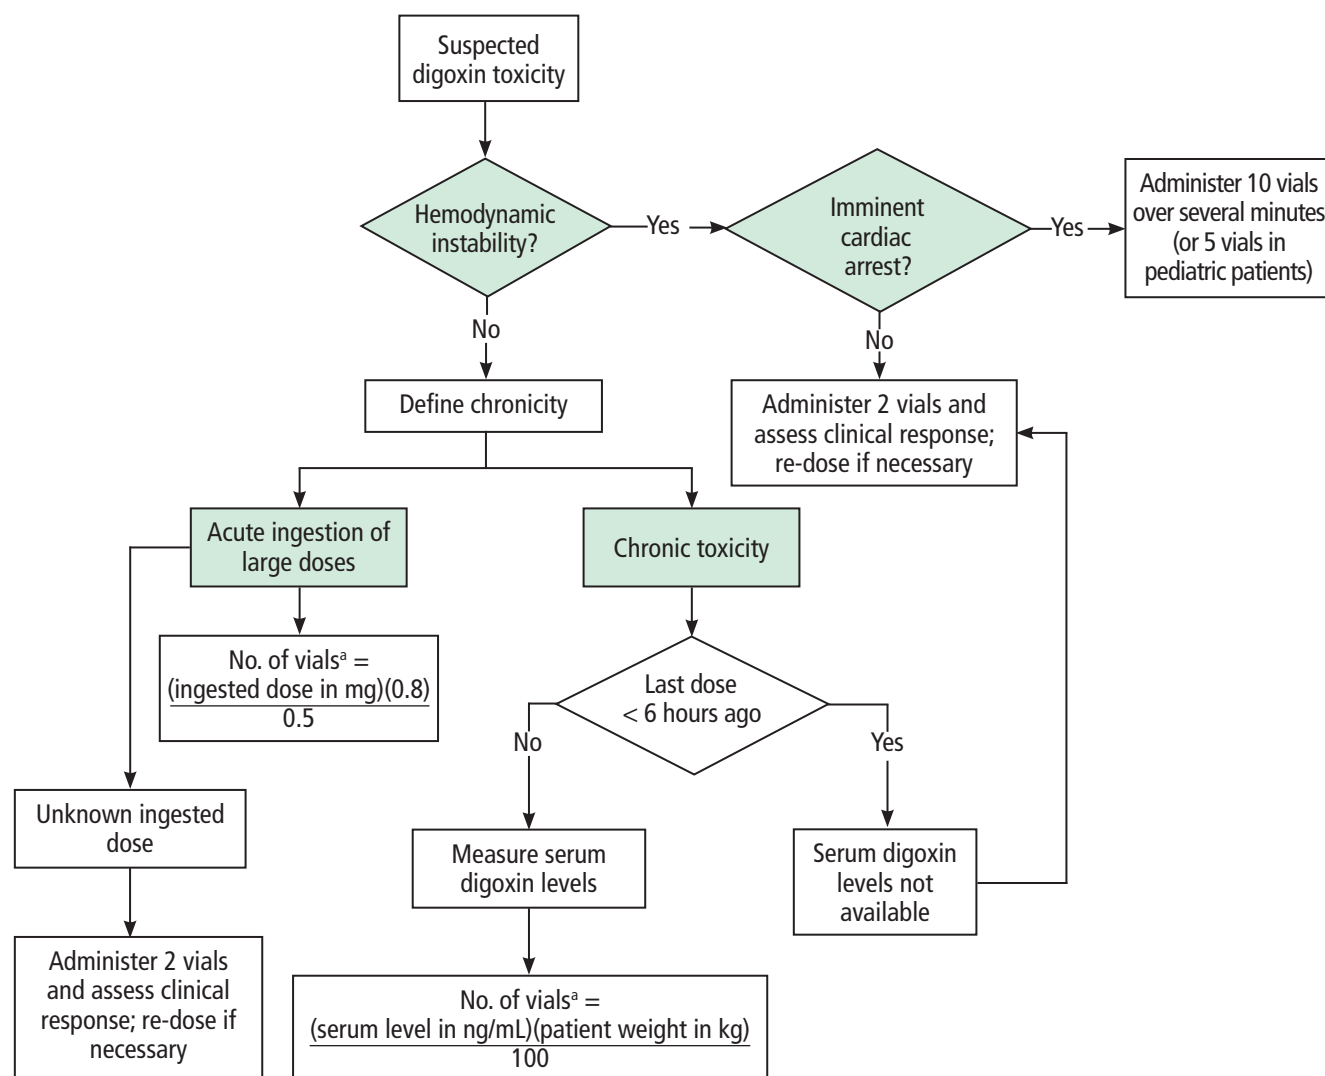 Suspected
digoxin toxicity
Hemodynamic
instability?
Yes
Imminent
cardiac
arrest?
Yes
Administer 10 vials
over several minutes
(or 5 vials in
pediatric patients)
No
No
Define chronicity
Administer 2 vials and
assess clinical response;
re-dose if necessary
Acute ingestion of
large doses
Chronic toxicity
No. of vialsª =
(ingested dose in mg)(0.8)
0.5
Last dose
< 6 hours ago
No
Yes
Unknown ingested
dose
Measure serum
digoxin levels
Serum digoxin
levels not
available
Administer 2 vials
and assess clinical
response; re-dose if
necessary
No. of vialsª =
(serum level in ng/mL)(patient weight in kg)
100